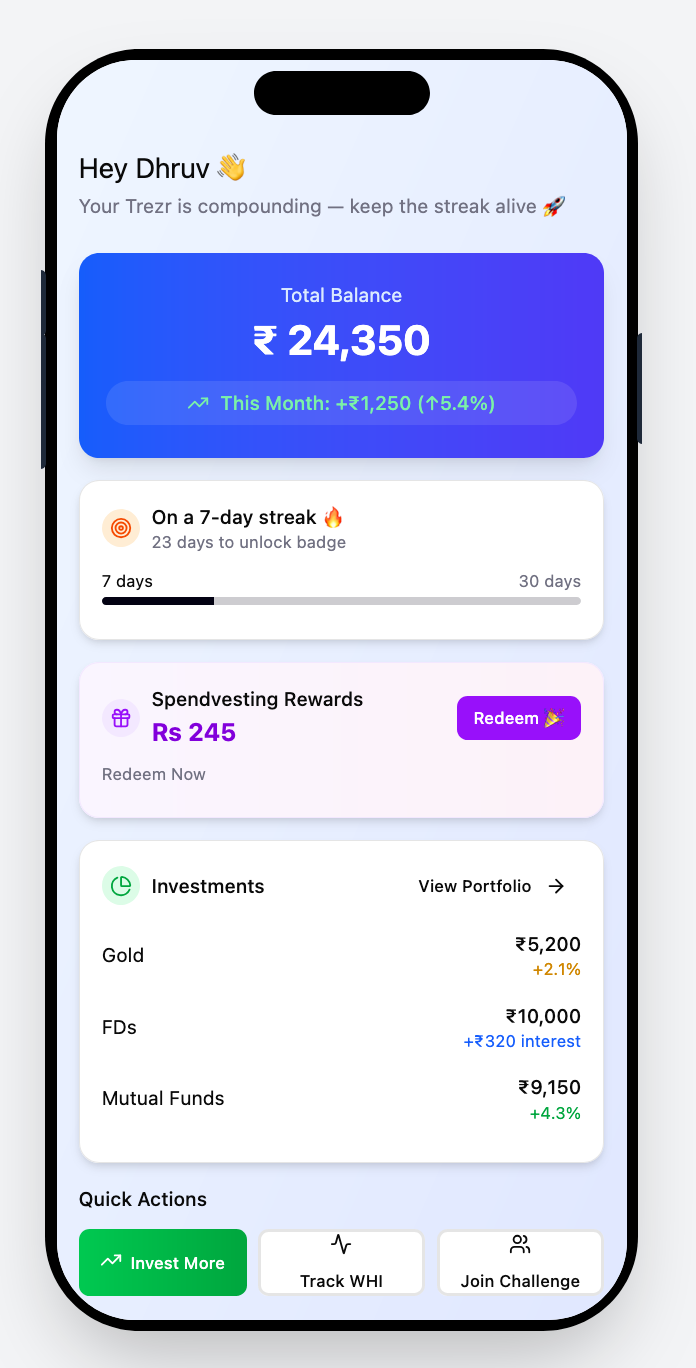 Hey Dhruv 👋
Your Trezr is compounding — keep the streak alive 🚀
Total Balance
₹ 24,350
This Month: +₹1,250 (↑5.4%)
On a 7-day streak 🔥
23 days to unlock badge
7 days 30 days
Spendvesting Rewards
Rs 245
Redeem 🎉
Redeem Now
Investments View Portfolio →
Gold ₹5,200
+2.1%
FDs ₹10,000
+₹320 interest
Mutual Funds ₹9,150
+4.3%
Quick Actions
Invest More Track WHI Join Challenge